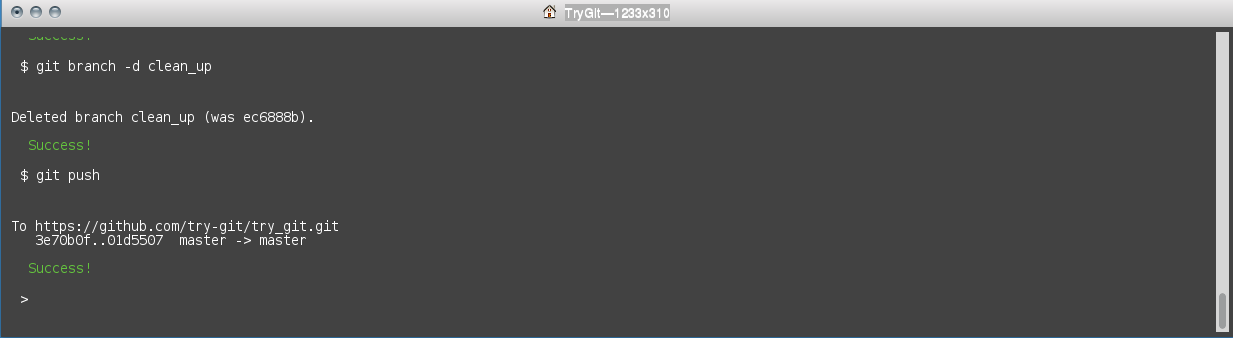 TryGit—1233x310
Success!
$ git branch -d clean_up
Deleted branch clean_up (was ec6888b).
Success!
$ git push
To https://github.com/try-git/try_git.git
3e70b0f..01d5507  master -> master
Success!
>